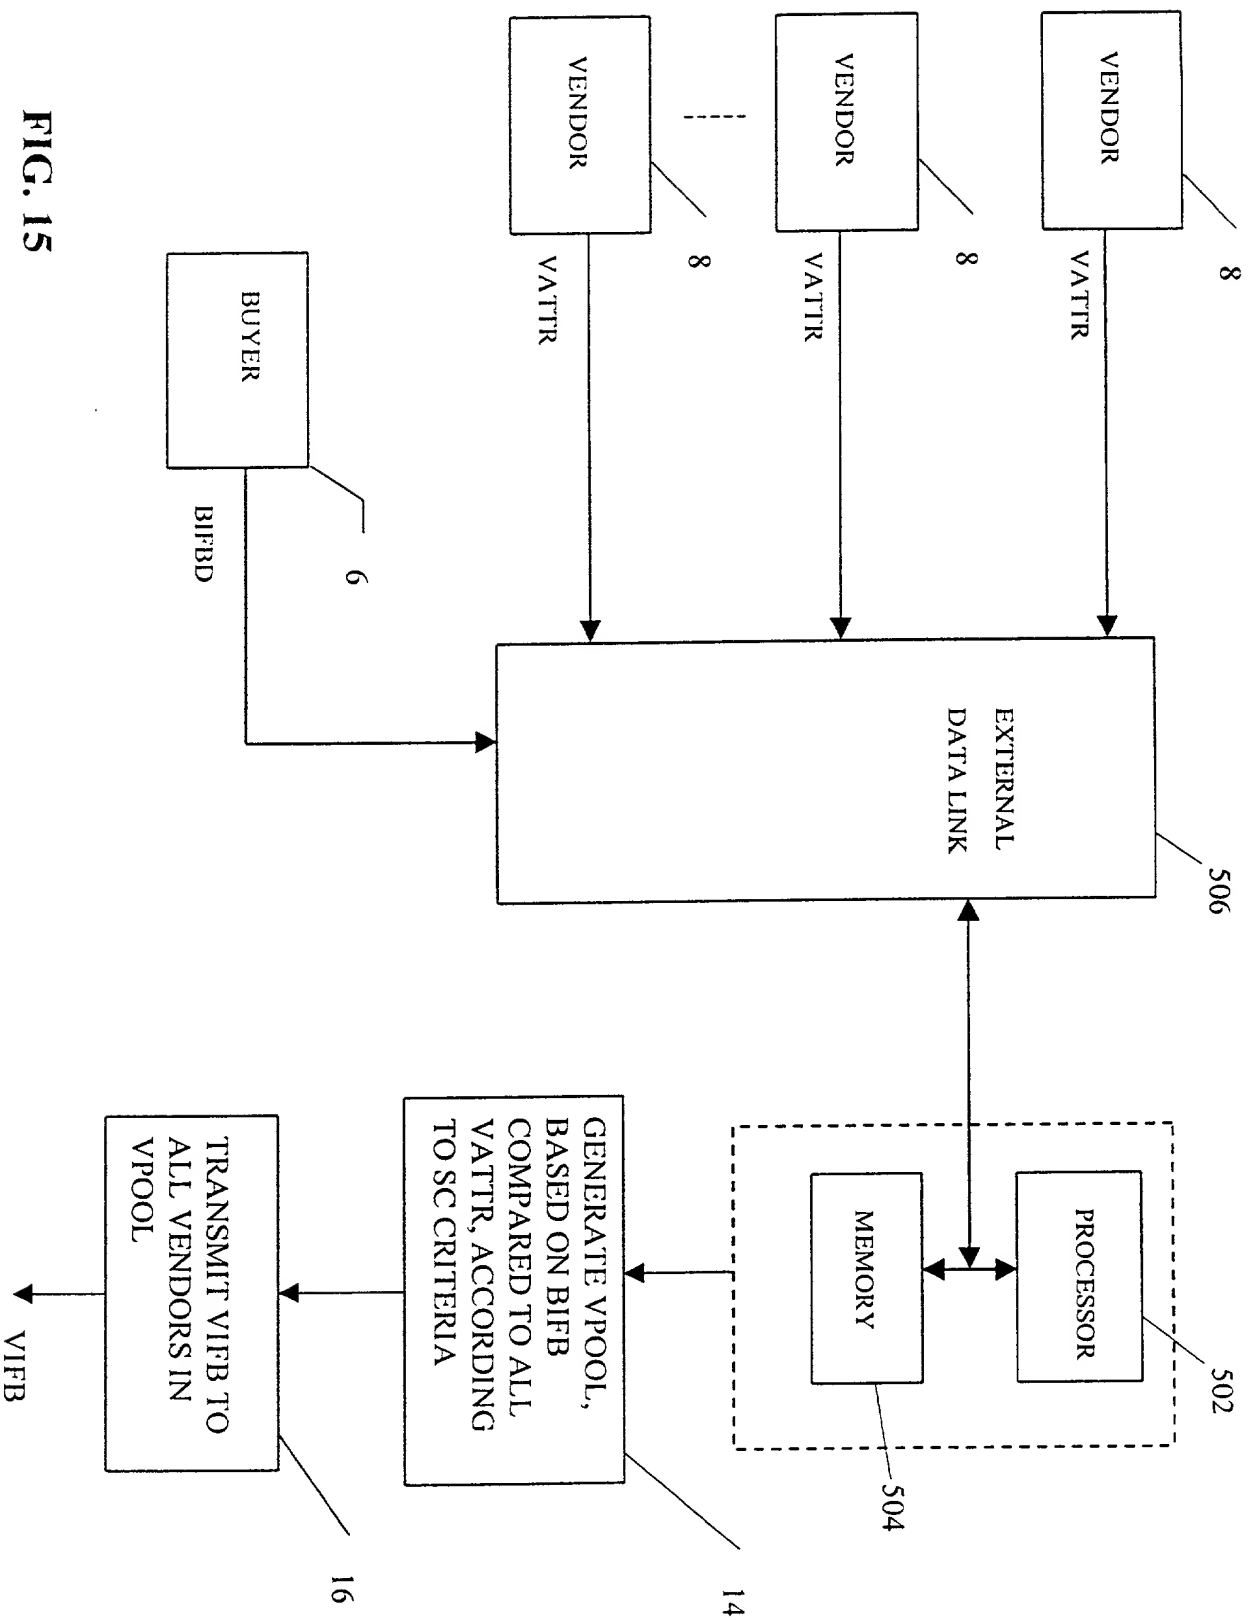 VENDOR
8
VATTR
VENDOR
8
VATTR
VENDOR
8
VATTR
BUYER
6
BIFBD
EXTERNAL
DATA LINK
506
PROCESSOR
502
MEMORY
504
GENERATE VPOOL,
BASED ON BIFB
COMPARED TO ALL
VATTR, ACCORDING
TO SC CRITERIA
14
TRANSMIT VIFB TO
ALL VENDORS IN
VPOOL
16
VIFB
FIG. 15